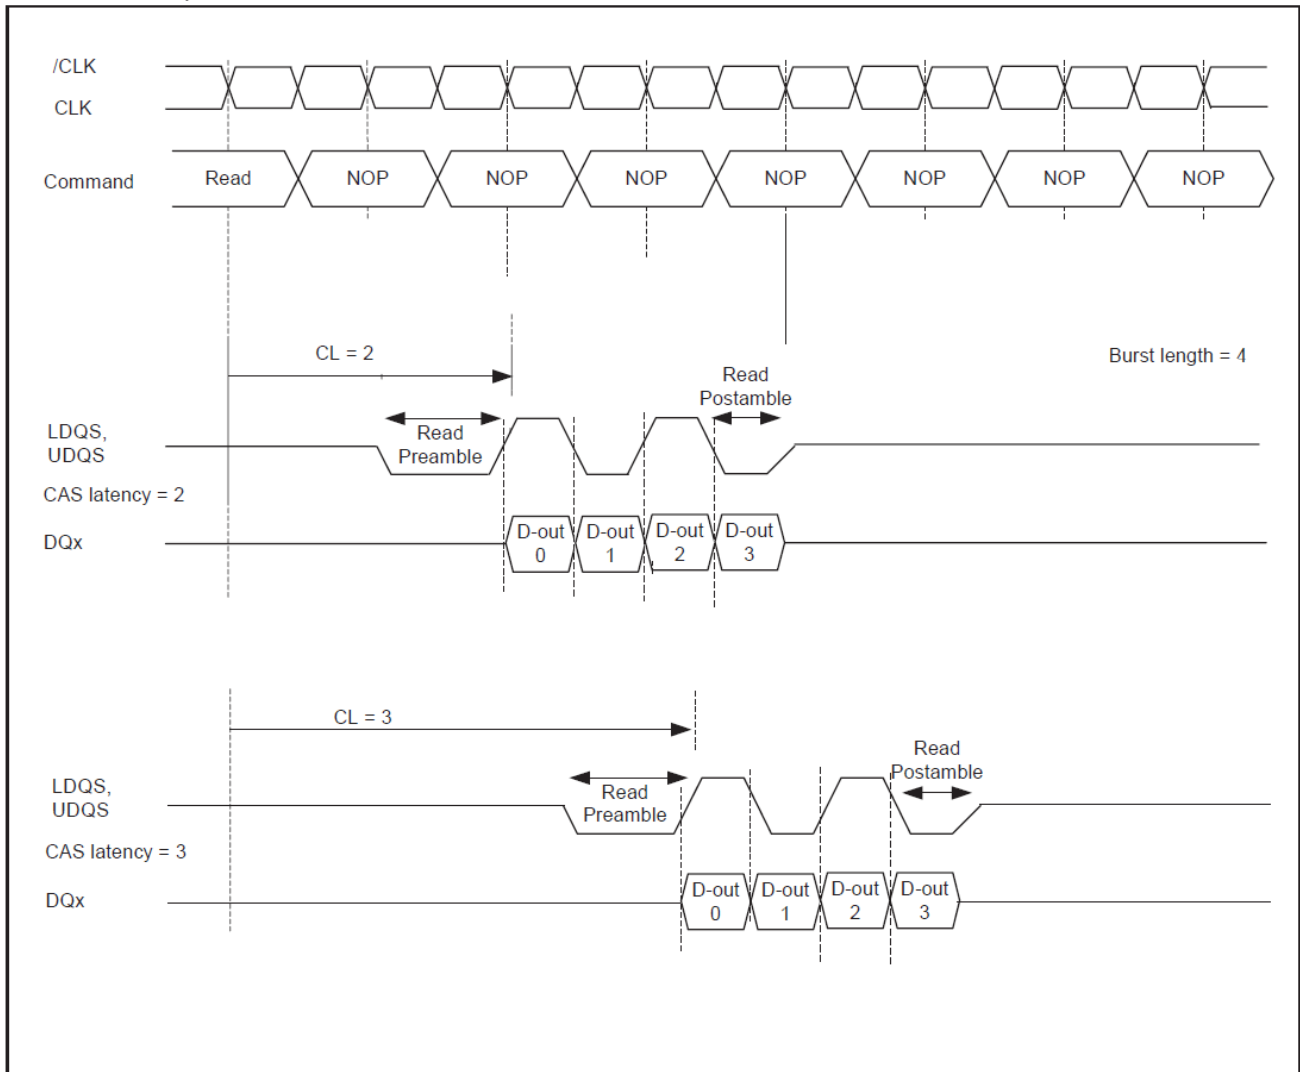 /CLK
CLK
Command
Read
NOP
NOP
NOP
NOP
NOP
NOP
NOP
CL = 2
Burst length = 4
Read
Postamble
LDQS,
UDQS
Read
Preamble
CAS latency = 2
DQx
D-out
0
D-out
1
D-out
2
D-out
3
CL = 3
Read
Postamble
LDQS,
UDQS
Read
Preamble
CAS latency = 3
DQx
D-out
0
D-out
1
D-out
2
D-out
3